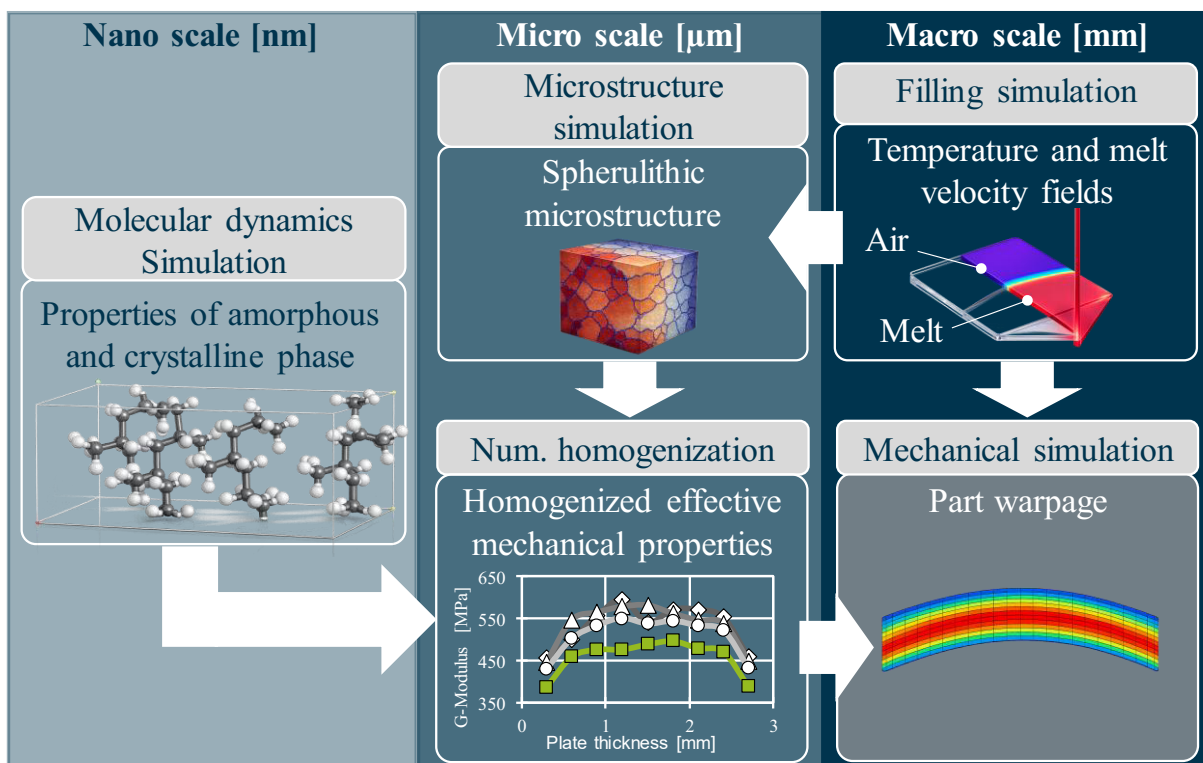 Nano scale [nm]
Molecular dynamics
Simulation
Properties of amorphous
and crystalline phase
Micro scale [µm]
Microstructure
simulation
Spherulithic
microstructure
Num. homogenization
Homogenized effective
mechanical properties
G-Modulus [MPa]
650
550
450
350
0 1 2 3
Plate thickness [mm]
Macro scale [mm]
Filling simulation
Temperature and melt
velocity fields
Air
Melt
Mechanical simulation
Part warpage